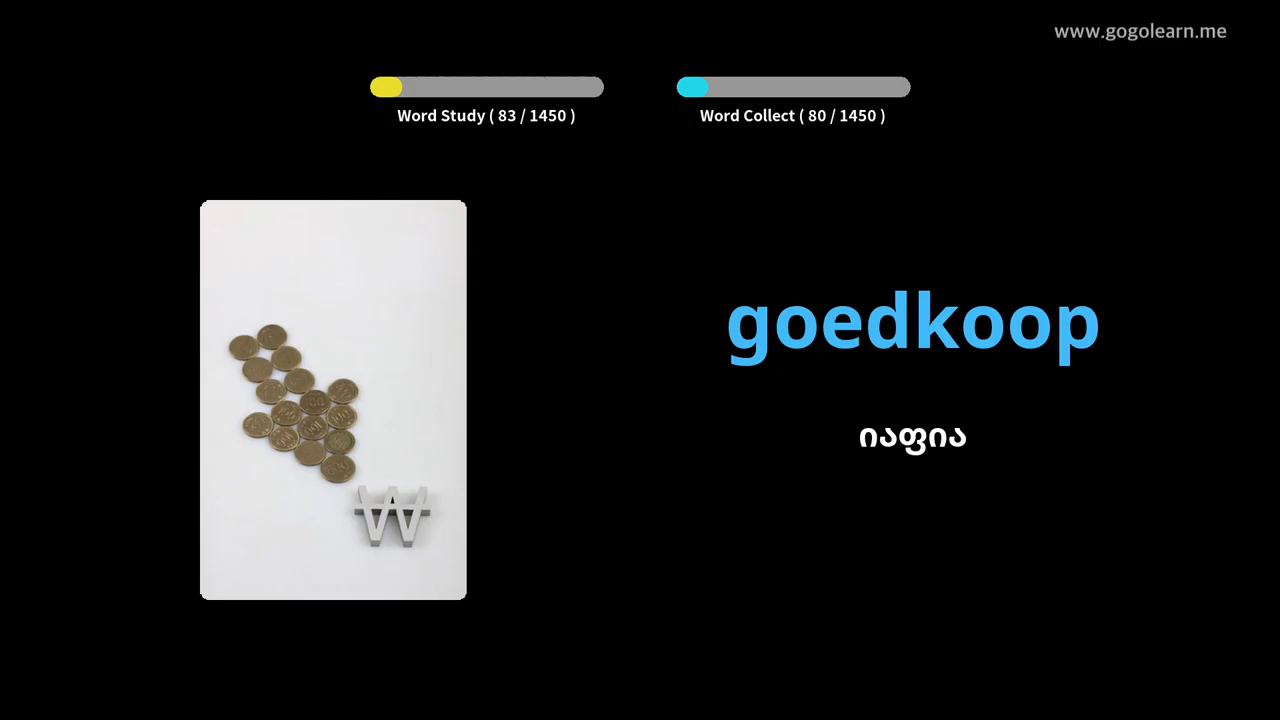 www.gogolearn.me
Word Study ( 83 / 1450 )
Word Collect ( 80 / 1450 )
goedkoop
იაფია
₩